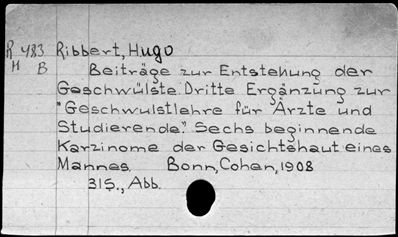 R 483 Ribbert, Hugo
H B Beiträge zur Entstehung der
Geschwülste. Dritte Ergänzung zur
"Geschwulstlehre für Ärzte und
Studierende". Sechs beginnende
Karzinome der Gesichtshaut eines
Mannes. Bonn, Cohen, 1908
31S., Abb.